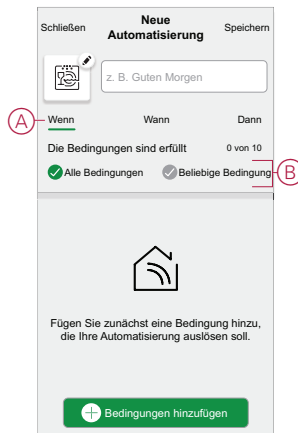 Schließen
Neue
Automatisierung
Speichern
z. B. Guten Morgen
A
Wenn
Wann
Dann
Die Bedingungen sind erfüllt
0 von 10
Alle Bedingungen
Beliebige Bedingung
B
Fügen Sie zunächst eine Bedingung hinzu,
die Ihre Automatisierung auslösen soll.
Bedingungen hinzufügen